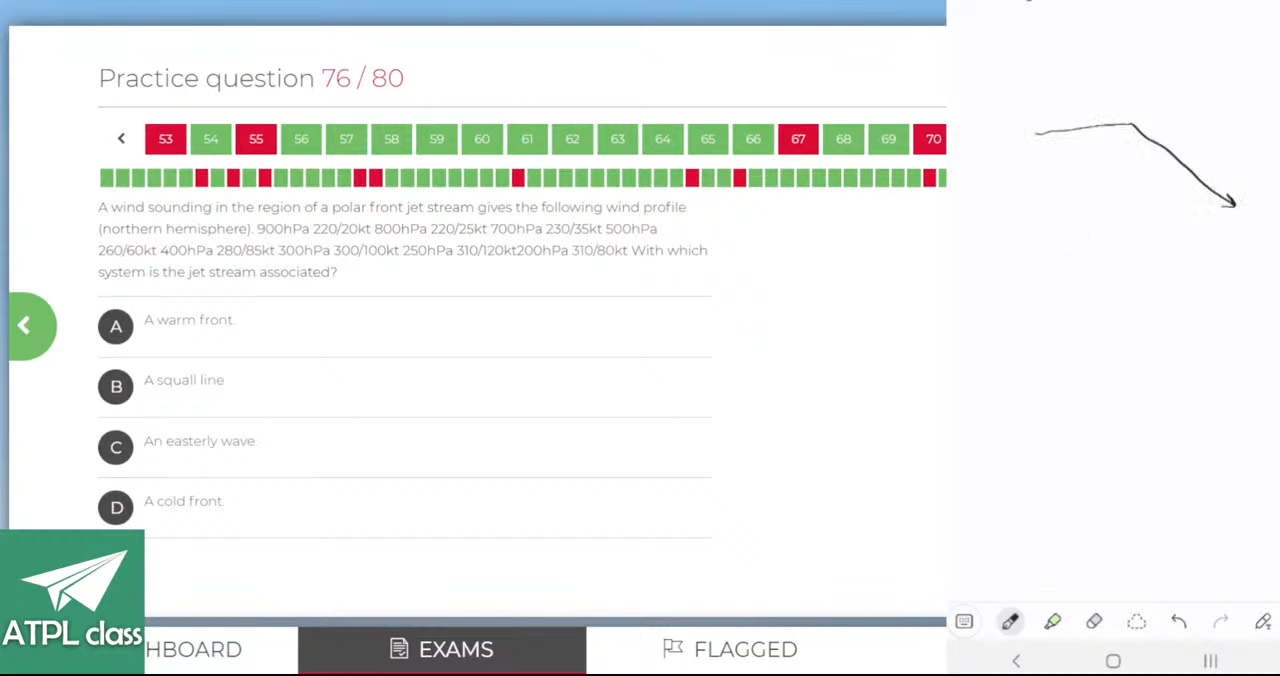 Practice question 76 / 80
53 54 55 56 57 58 59 60 61 62 63 64 65 66 67 68 69 70
A wind sounding in the region of a polar front jet stream gives the following wind profile
(northern hemisphere). 900hPa 220/20kt 800hPa 220/25kt 700hPa 230/35kt 500hPa
260/60kt 400hPa 280/85kt 300hPa 300/100kt 250hPa 310/120kt200hPa 310/80kt With which
system is the jet stream associated?
A A warm front.
B A squall line
C An easterly wave
D A cold front.
ATPL class
HBOARD
EXAMS
FLAGGED